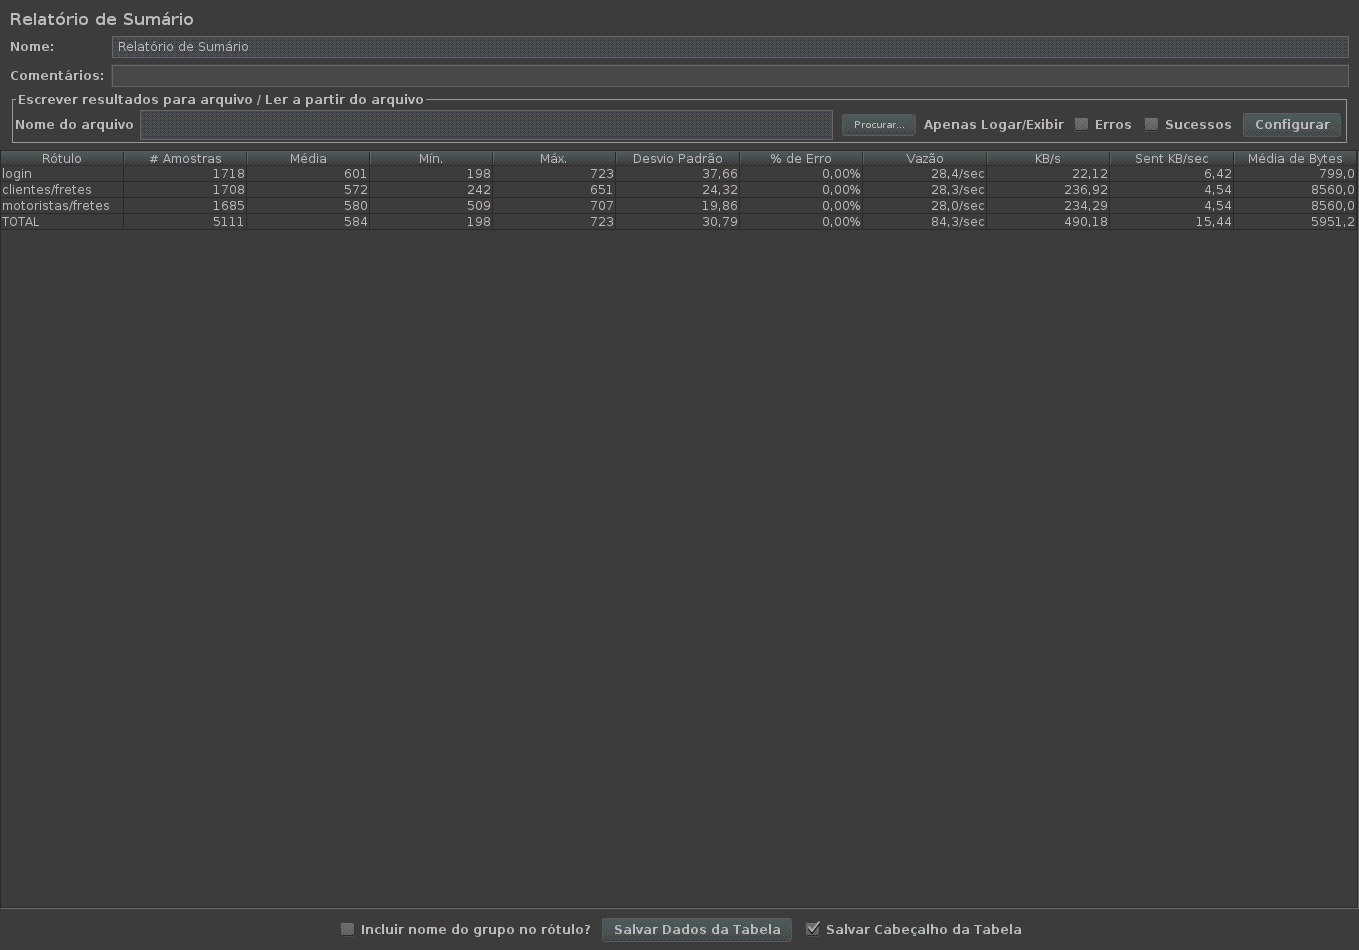 Relatório de Sumário
Nome: Relatório de Sumário
Comentários:
Escrever resultados para arquivo / Ler a partir do arquivo
Nome do arquivo Procurar... Apenas Logar/Exibir Erros Sucessos Configurar
Rótulo # Amostras Média Mín. Máx. Desvio Padrão % de Erro Vazão KB/s Sent KB/sec Média de Bytes
login 1718 601 198 723 37,66 0,00% 28,4/sec 22,12 6,42 799,0
clientes/fretes 1708 572 242 651 24,32 0,00% 28,3/sec 236,92 4,54 8560,0
motoristas/fretes 1685 580 509 707 19,86 0,00% 28,0/sec 234,29 4,54 8560,0
TOTAL 5111 584 198 723 30,79 0,00% 84,3/sec 490,18 15,44 5951,2
Incluir nome do grupo no rótulo? Salvar Dados da Tabela Salvar Cabeçalho da Tabela